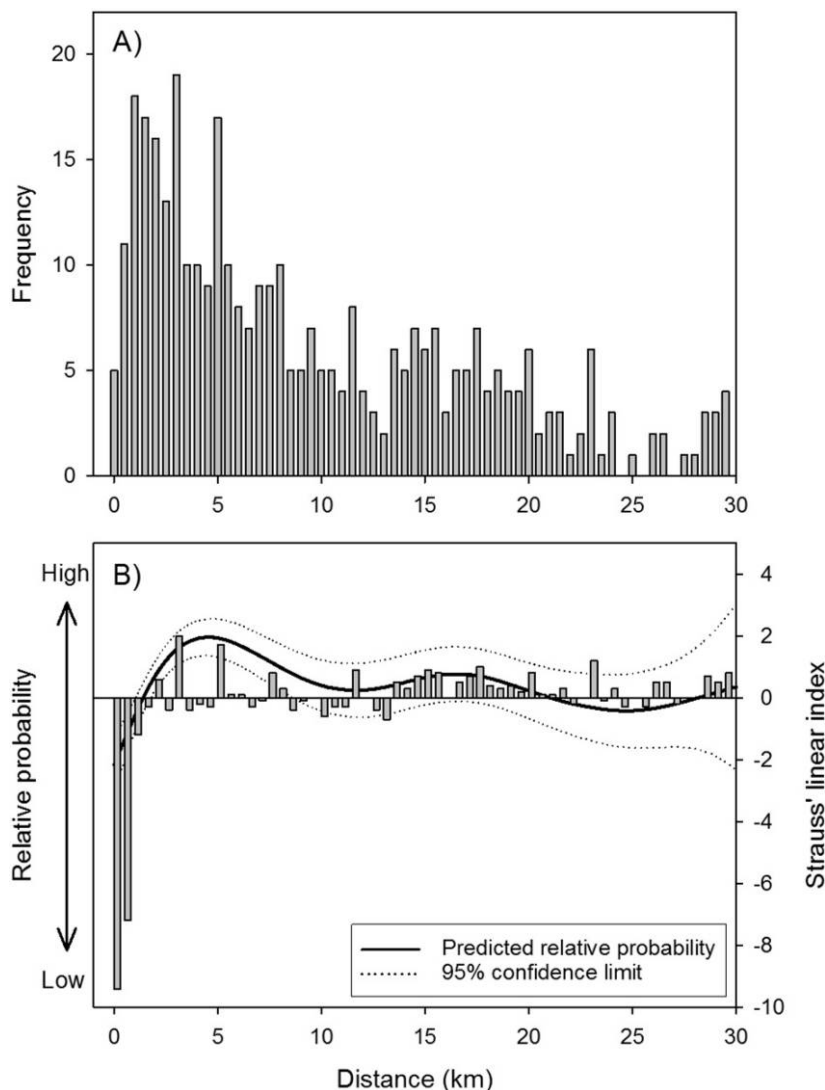 A)
20
15
10
5
0
Frequency
0 5 10 15 20 25 30
B)
High
Relative probability
Low
4
2
0
-2
-4
-6
-8
-10
Strauss' linear index
Predicted relative probability
95% confidence limit
0 5 10 15 20 25 30
Distance (km)